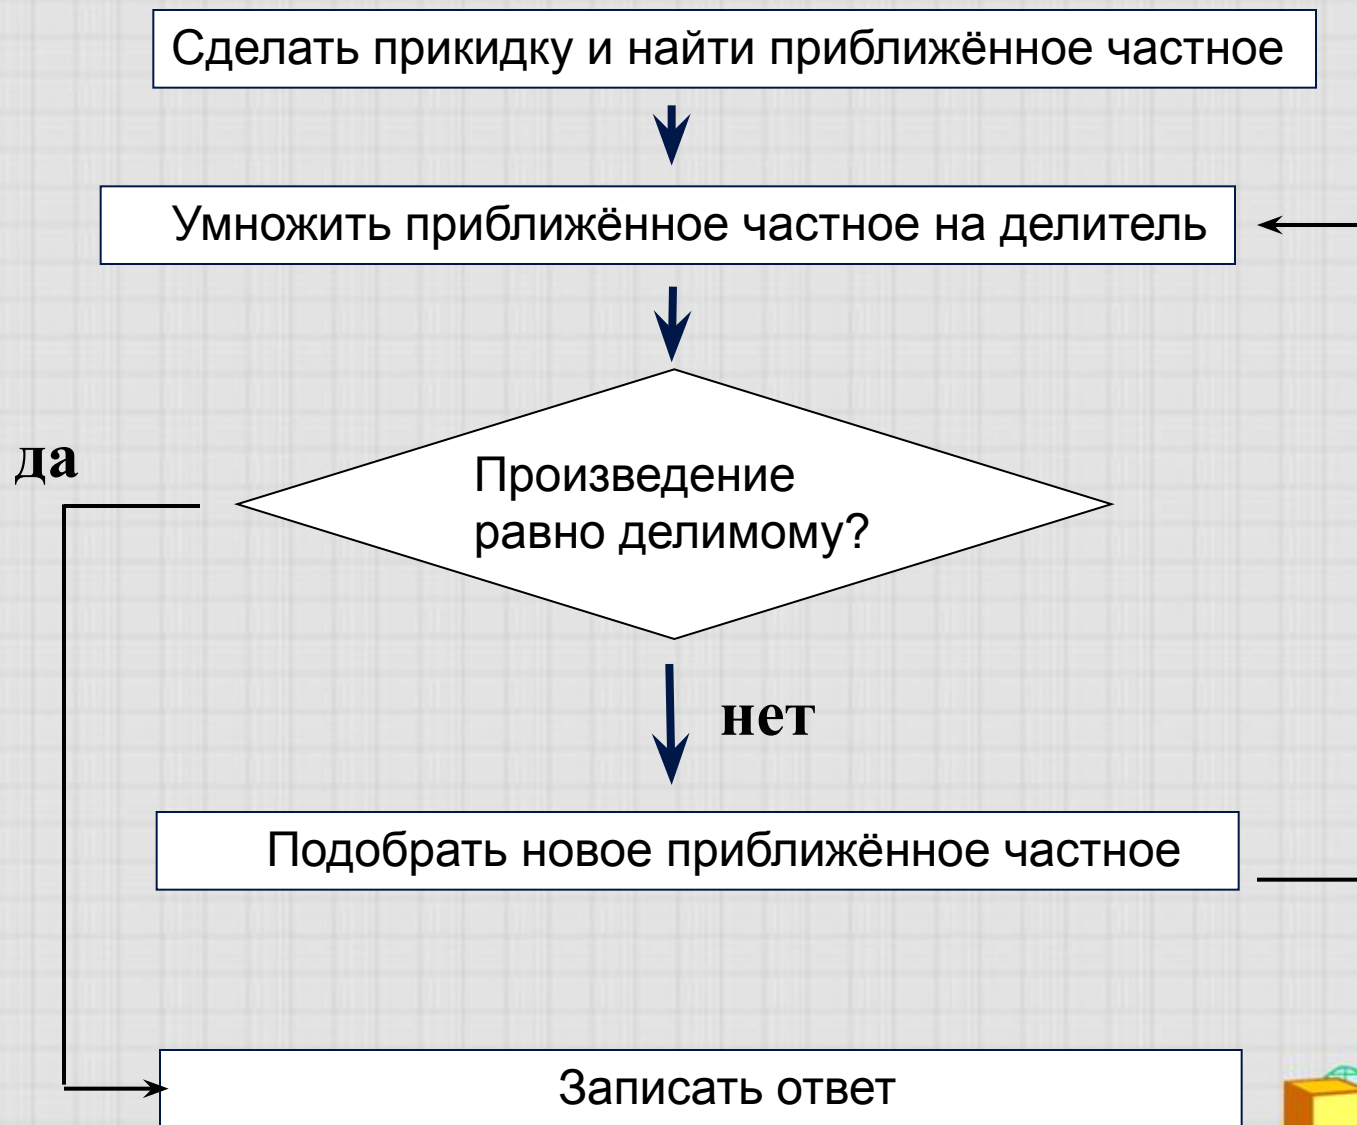 Сделать прикидку и найти приближённое частное
Умножить приближённое частное на делитель
да
Произведение
равно делимому?
нет
Подобрать новое приближённое частное
Записать ответ